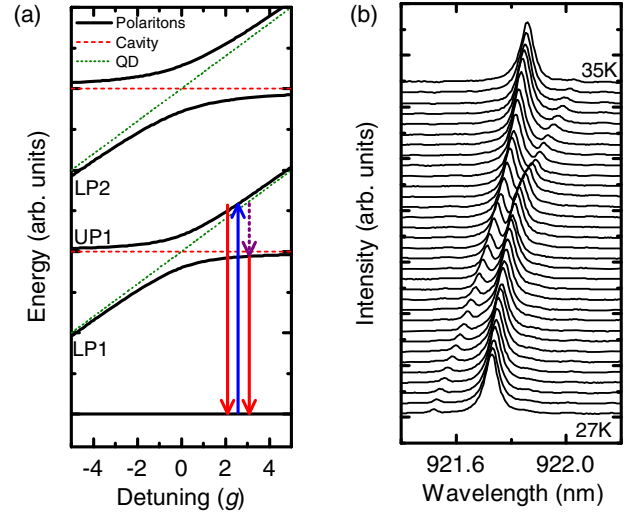 (a)
Polaritons
Cavity
QD
LP2
UP1
LP1
Energy (arb. units)
-4 -2 0 2 4
Detuning (g)
(b)
35K
27K
Intensity (arb. units)
921.6 922.0
Wavelength (nm)